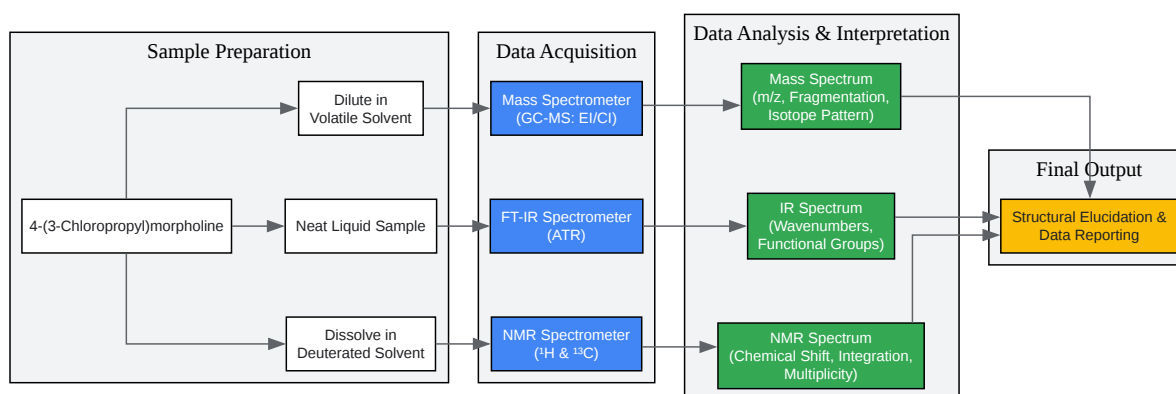 Sample Preparation
Data Acquisition
Data Analysis & Interpretation
Final Output
Dilute in
Volatile Solvent
Mass Spectrometer
(GC-MS: EI/CI)
Mass Spectrum
(m/z, Fragmentation,
Isotope Pattern)
4-(3-Chloropropyl)morpholine
Neat Liquid Sample
FT-IR Spectrometer
(ATR)
IR Spectrum
(Wavenumbers,
Functional Groups)
Structural Elucidation &
Data Reporting
Dissolve in
Deuterated Solvent
NMR Spectrometer
(¹H & ¹³C)
NMR Spectrum
(Chemical Shift, Integration,
Multiplicity)